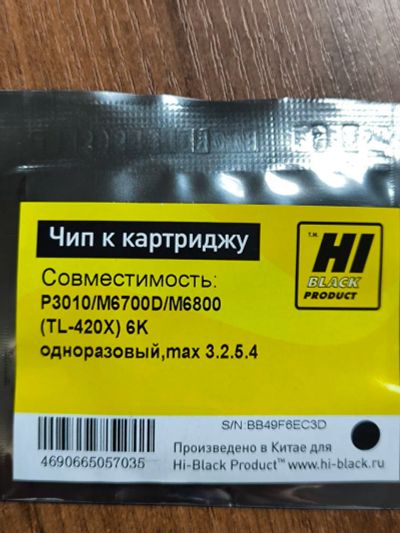 Чип к картриджу
Совместимость:
P3010/M6700D/M6800
(TL-420X) 6K
одноразовый,max 3.2.5.4
T.M.
HI
BLACK
PRODUCT
S/N:BB49F6EC3D
4690665057035
Произведено в Китае для
Hi-Black Product™ www.hi-black.ru